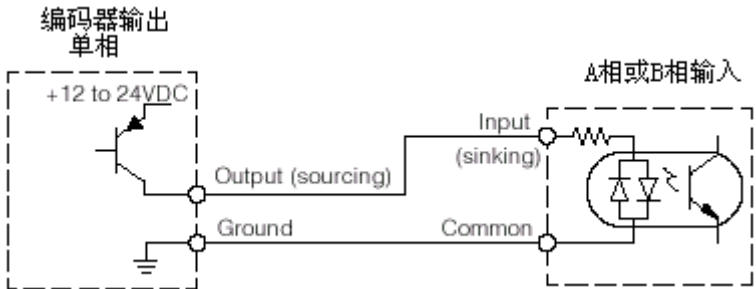 编码器输出
单相
+12 to 24VDC
A相或B相输入
Input
(sinking)
Output (sourcing)
Ground
Common